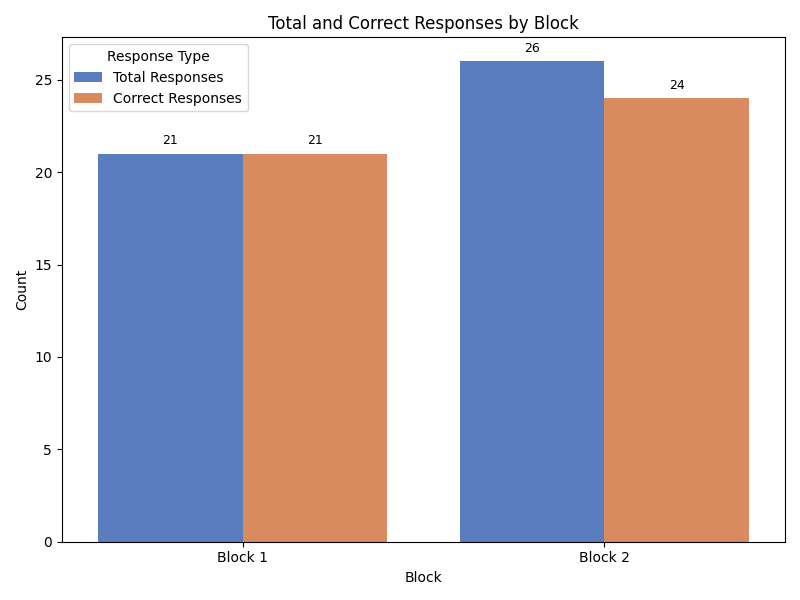 Total and Correct Responses by Block
Response Type
Total Responses
Correct Responses
26
24
21
21
25
20
15
10
5
0
Count
Block 1
Block 2
Block